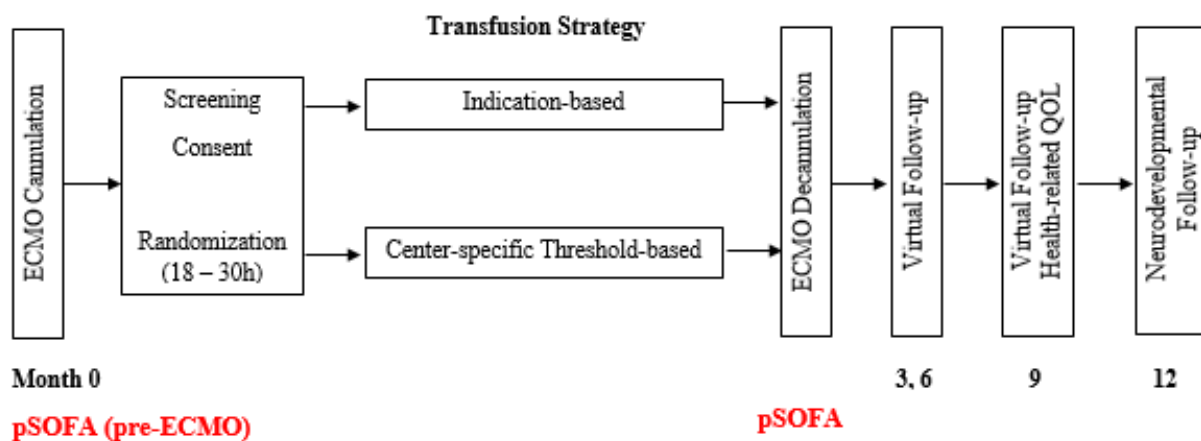 Transfusion Strategy
ECMO Cannulation
Screening
Consent
Randomization
(18 – 30h)
Indication-based
Center-specific Threshold-based
ECMO Decannulation
Virtual Follow-up
Virtual Follow-up
Health-related QOL
Neurodevelopmental
Follow-up
Month 0
3, 6
9
12
pSOFA (pre-ECMO)
pSOFA